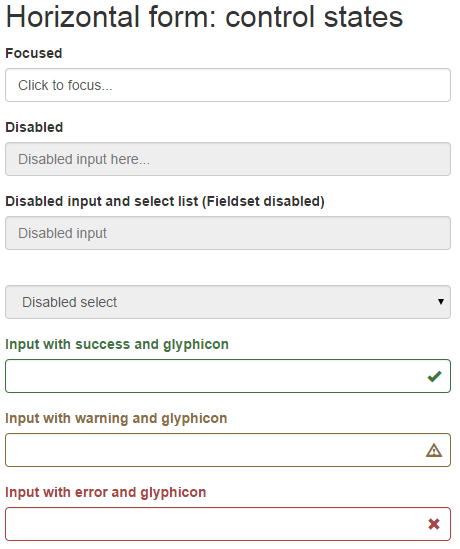 Horizontal form: control states
Focused
Click to focus...
Disabled
Disabled input here...
Disabled input and select list (Fieldset disabled)
Disabled input
Disabled select
Input with success and glyphicon
Input with warning and glyphicon
Input with error and glyphicon